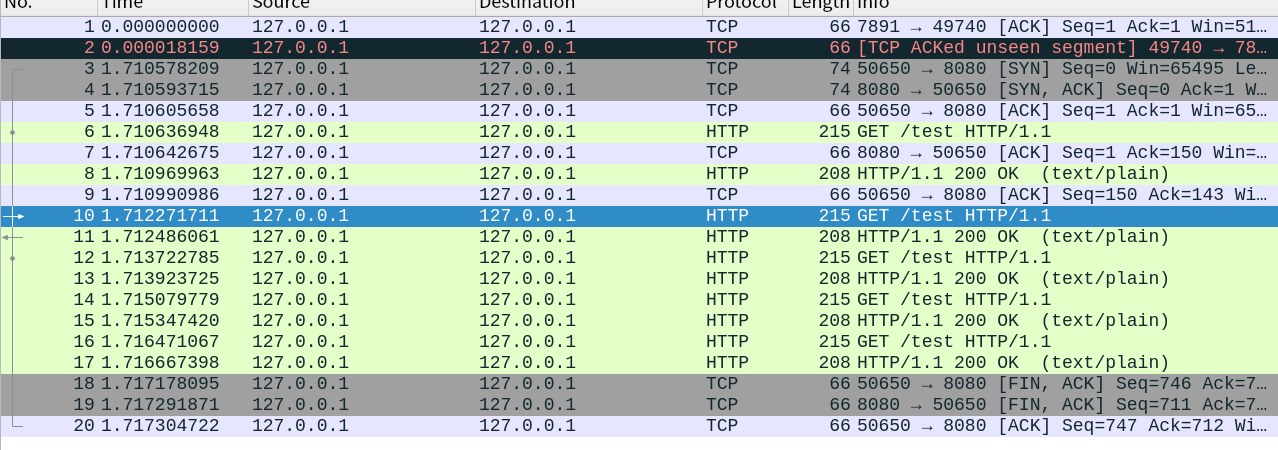 No. Time Source Destination Protocol Length Info
1 0.000000000 127.0.0.1 127.0.0.1 TCP 66 7891 → 49740 [ACK] Seq=1 Ack=1 Win=51…
2 0.000018159 127.0.0.1 127.0.0.1 TCP 66 [TCP ACKed unseen segment] 49740 → 78…
3 1.710578209 127.0.0.1 127.0.0.1 TCP 74 50650 → 8080 [SYN] Seq=0 Win=65495 Le…
4 1.710593715 127.0.0.1 127.0.0.1 TCP 74 8080 → 50650 [SYN, ACK] Seq=0 Ack=1 W…
5 1.710605658 127.0.0.1 127.0.0.1 TCP 66 50650 → 8080 [ACK] Seq=1 Ack=1 Win=65…
6 1.710636948 127.0.0.1 127.0.0.1 HTTP 215 GET /test HTTP/1.1
7 1.710642675 127.0.0.1 127.0.0.1 TCP 66 8080 → 50650 [ACK] Seq=1 Ack=150 Win=…
8 1.710969963 127.0.0.1 127.0.0.1 HTTP 208 HTTP/1.1 200 OK (text/plain)
9 1.710990986 127.0.0.1 127.0.0.1 TCP 66 50650 → 8080 [ACK] Seq=150 Ack=143 Wi…
10 1.712271711 127.0.0.1 127.0.0.1 HTTP 215 GET /test HTTP/1.1
11 1.712486061 127.0.0.1 127.0.0.1 HTTP 208 HTTP/1.1 200 OK (text/plain)
12 1.713722785 127.0.0.1 127.0.0.1 HTTP 215 GET /test HTTP/1.1
13 1.713923725 127.0.0.1 127.0.0.1 HTTP 208 HTTP/1.1 200 OK (text/plain)
14 1.715079779 127.0.0.1 127.0.0.1 HTTP 215 GET /test HTTP/1.1
15 1.715347420 127.0.0.1 127.0.0.1 HTTP 208 HTTP/1.1 200 OK (text/plain)
16 1.716471067 127.0.0.1 127.0.0.1 HTTP 215 GET /test HTTP/1.1
17 1.716667398 127.0.0.1 127.0.0.1 HTTP 208 HTTP/1.1 200 OK (text/plain)
18 1.717178095 127.0.0.1 127.0.0.1 TCP 66 50650 → 8080 [FIN, ACK] Seq=746 Ack=7…
19 1.717291871 127.0.0.1 127.0.0.1 TCP 66 8080 → 50650 [FIN, ACK] Seq=711 Ack=7…
20 1.717304722 127.0.0.1 127.0.0.1 TCP 66 50650 → 8080 [ACK] Seq=747 Ack=712 Wi…